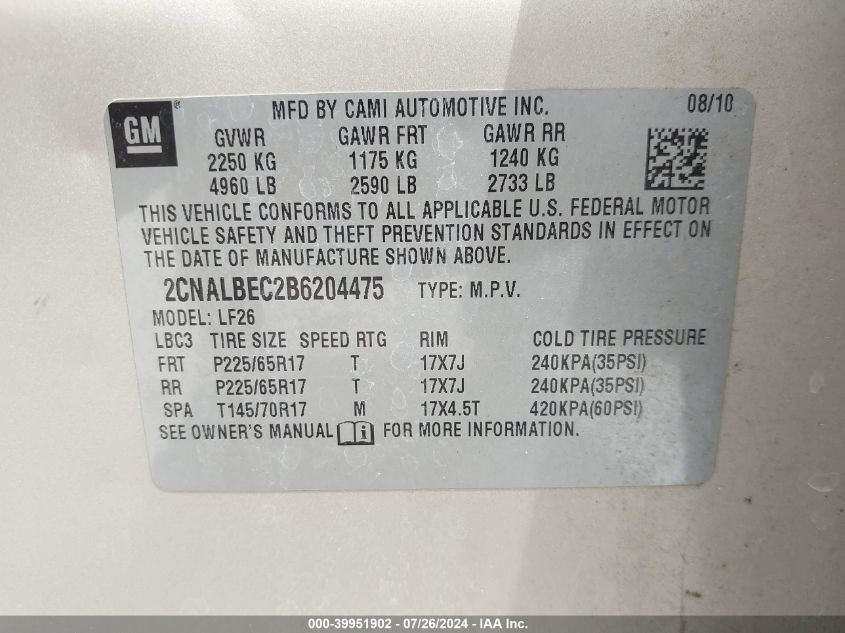 GM ®
MFD BY CAMI AUTOMOTIVE INC. 08/10
GVWR GAWR FRT GAWR RR
2250 KG 1175 KG 1240 KG
4960 LB 2590 LB 2733 LB
THIS VEHICLE CONFORMS TO ALL APPLICABLE U.S. FEDERAL MOTOR
VEHICLE SAFETY AND THEFT PREVENTION STANDARDS IN EFFECT ON
THE DATE OF MANUFACTURE SHOWN ABOVE.
2CNALBEC2B6204475 TYPE: M.P.V.
MODEL: LF26
LBC3 TIRE SIZE SPEED RTG RIM COLD TIRE PRESSURE
FRT P225/65R17 T 17X7J 240KPA(35PSI)
RR P225/65R17 T 17X7J 240KPA(35PSI)
SPA T145/70R17 M 17X4.5T 420KPA(60PSI)
SEE OWNER'S MANUAL i FOR MORE INFORMATION.
000-39951902 - 07/26/2024 - IAA Inc.